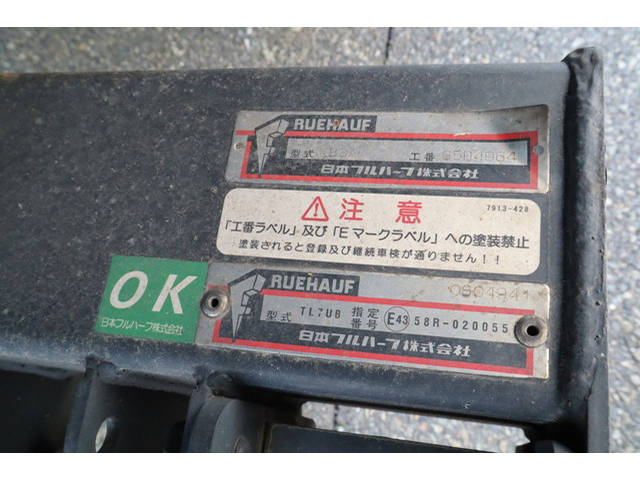 RUEHAUF
型式
工番 G504964
日本フルハーフ株式会社
7913-428
注意
「工番ラベル」及び「Eマークラベル」への塗装禁止
塗装されると登録及び継続車検が通りません!!
OK
日本フルハーフ株式会社
RUEHAUF
0604941
型式 TL7UB 指定番号 E43 58R-020055
日本フルハーフ株式会社